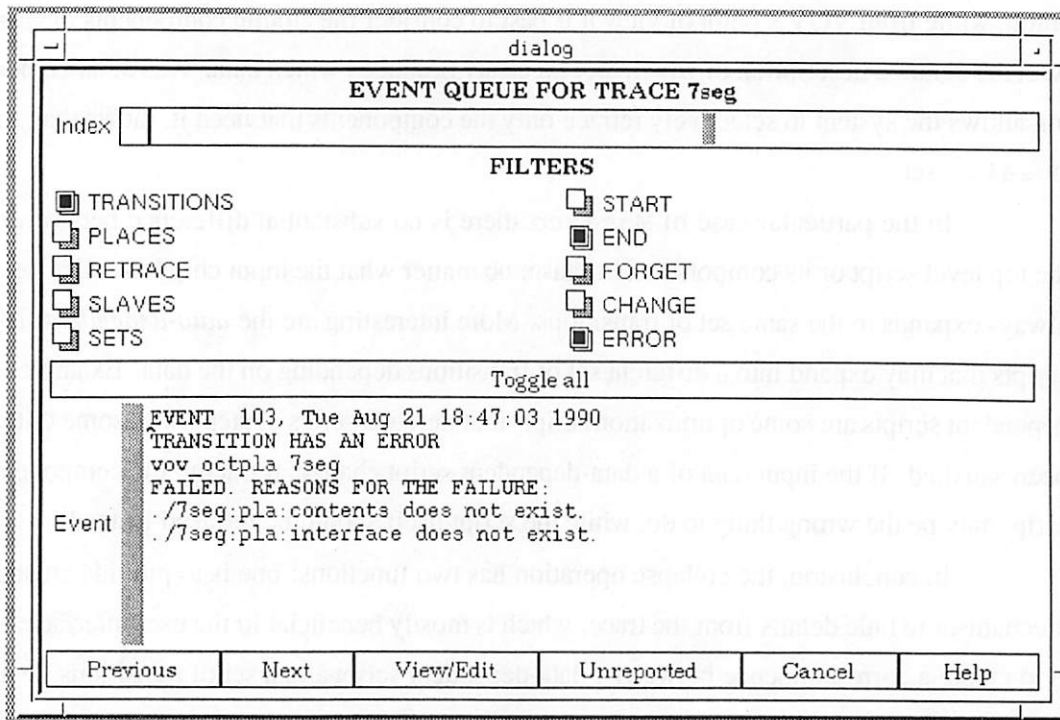 dialog
EVENT QUEUE FOR TRACE 7seg
Index
FILTERS
TRANSITIONS START
PLACES END
RETRACE FORGET
SLAVES CHANGE
SETS ERROR
Toggle all
EVENT 103, Tue Aug 21 18:47:03 1990
TRANSITION HAS AN ERROR
vov_octpla 7seg
FAILED. REASONS FOR THE FAILURE:
./7seg:pla:contents does not exist.
Event
./7seg:pla:interface does not exist.
Previous Next View/Edit Unreported Cancel Help